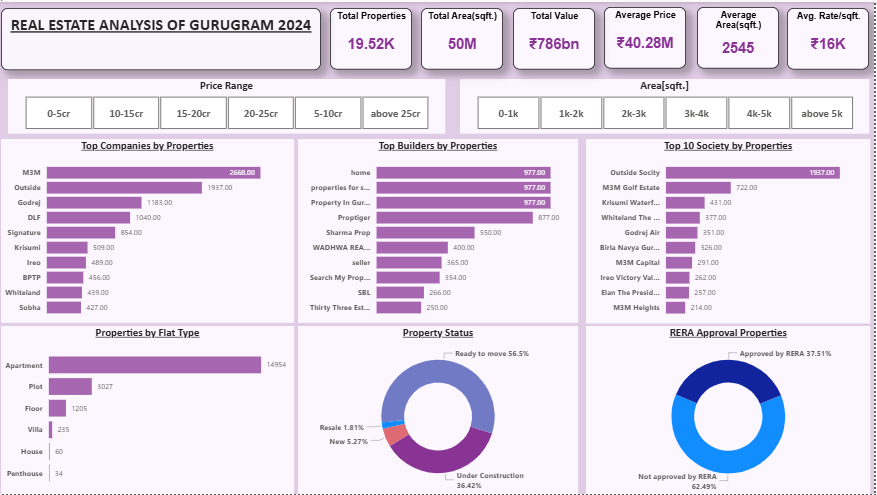 REAL ESTATE ANALYSIS OF GURUGRAM 2024
Total Properties
19.52K
Total Area(sqft.)
50M
Total Value
₹786bn
Average Price
₹40.28M
Average
Area(sqft.)
2545
Avg. Rate/sqft.
₹16K
Price Range
0-5cr
10-15cr
15-20cr
20-25cr
5-10cr
above 25cr
Area[sqft.]
0-1k
1k-2k
2k-3k
3k-4k
4k-5k
above 5k
Top Companies by Properties
M3M 2668.00
Outside 1937.00
Godrej 1183.00
DLF 1040.00
Signature 854.00
Krisumi 509.00
Ireo 489.00
BPTP 456.00
Whiteland 439.00
Sobha 427.00
Top Builders by Properties
home 977.00
properties for s... 977.00
Property In Gur... 977.00
Proptiger 877.00
Sharma Prop 550.00
WADHWA REA... 400.00
seller 365.00
Search My Prop... 354.00
SBL 266.00
Thirty Three Est... 250.00
Top 10 Society by Properties
Outside Socity 1937.00
M3M Golf Estate 722.00
Krisumi Waterf... 431.00
Whiteland The ... 377.00
Godrej Air 351.00
Birla Navya Gur... 326.00
M3M Capital 291.00
Ireo Victory Val... 262.00
Elan The Presid... 257.00
M3M Heights 214.00
Properties by Flat Type
Apartment 14954
Plot 3027
Floor 1205
Villa 235
House 60
Penthouse 34
Property Status
Ready to move 56.5%
Resale 1.81%
New 5.27%
Under Construction
36.42%
RERA Approval Properties
Approved by RERA 37.51%
Not approved by RERA
62.49%